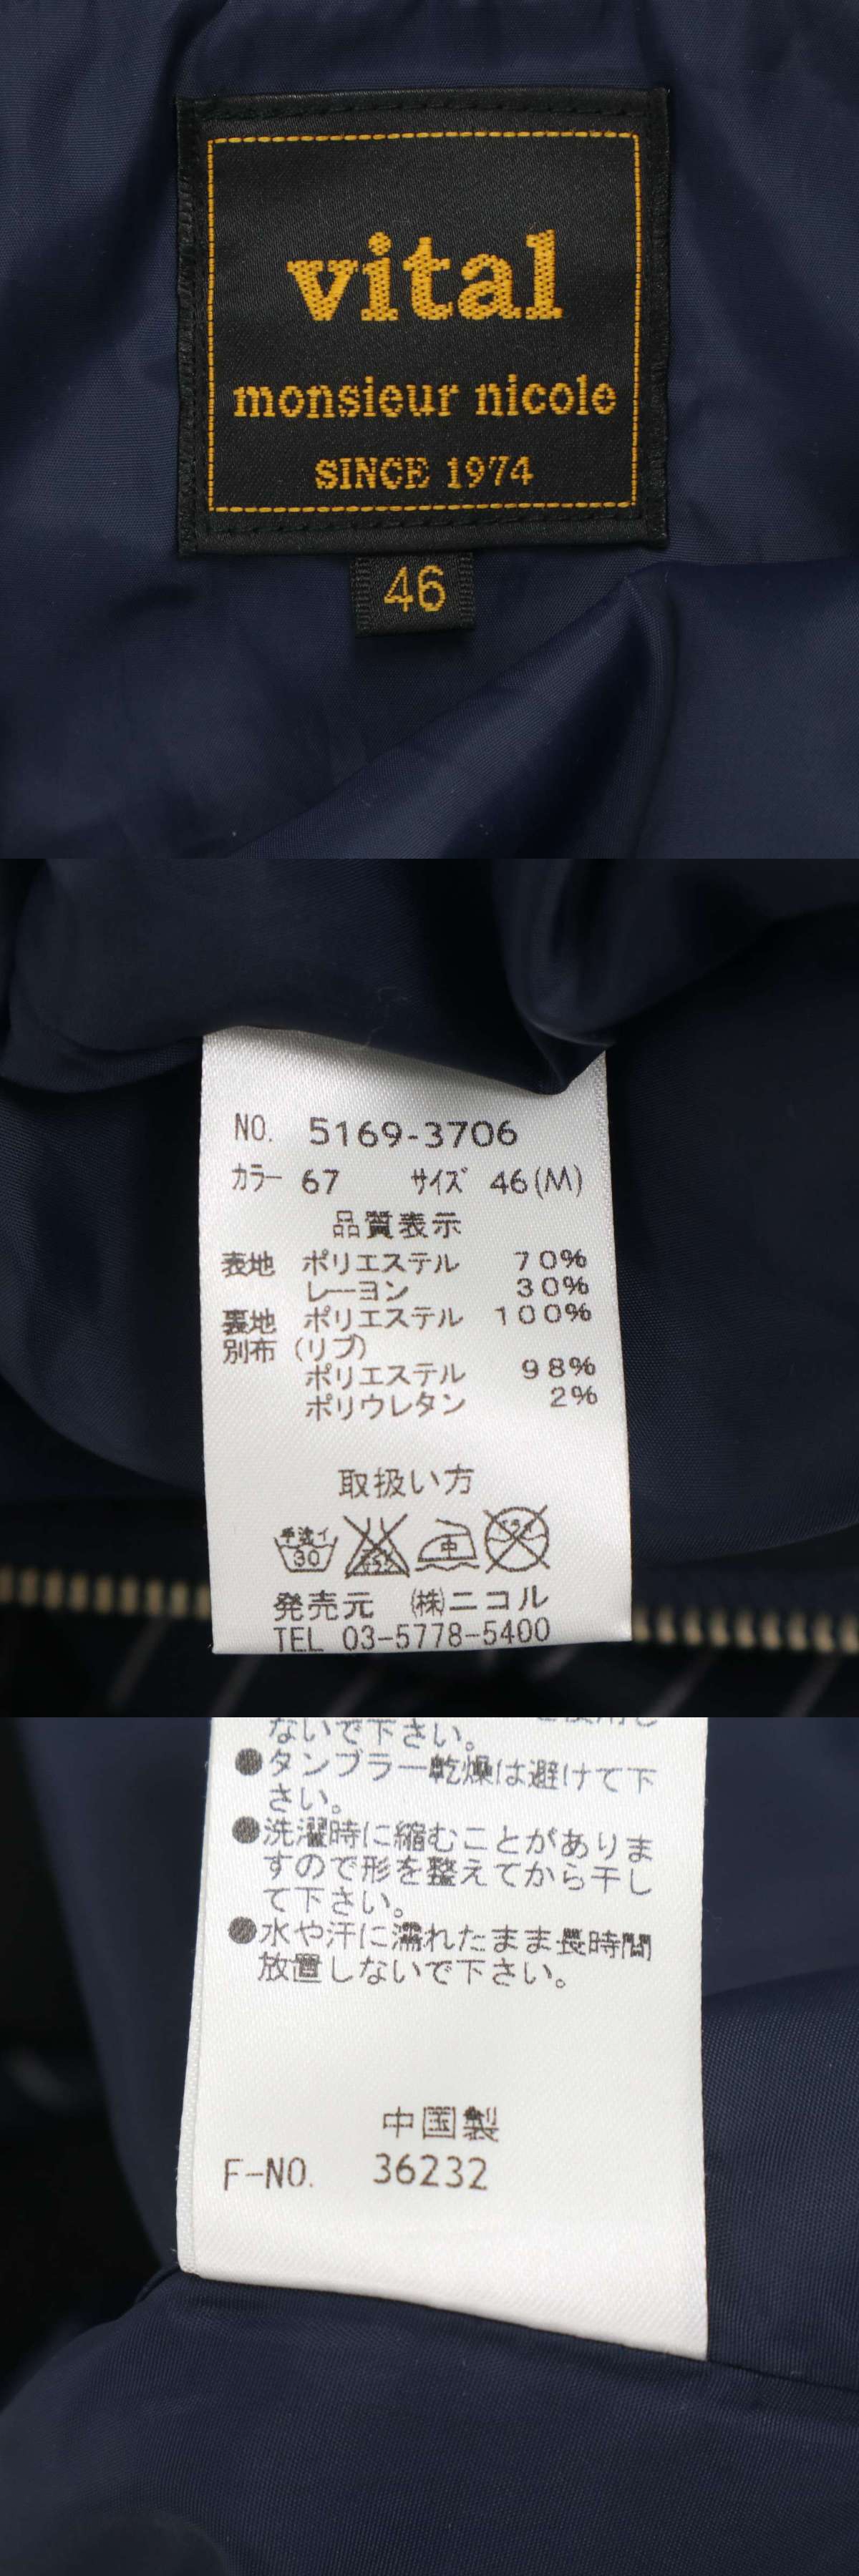 vital
monsieur nicole
SINCE 1974
46
NO. 5169-3706
カラー 67 サイズ 46(M)
品質表示
表地 ポリエステル 70%
レーヨン 30%
裏地 ポリエステル 100%
別布 (リブ)
ポリエステル 98%
ポリウレタン 2%
取扱い方
手洗イ
30
中
発売元 ㈱ニコル
TEL 03-5778-5400
ないで下さい。
●タンブラー乾燥は避けて下
さい。
●洗濯時に縮むことがありま
すので形を整えてから干し
て下さい。
●水や汗に濡れたまま長時間
放置しないで下さい。
中国製
F-NO. 36232